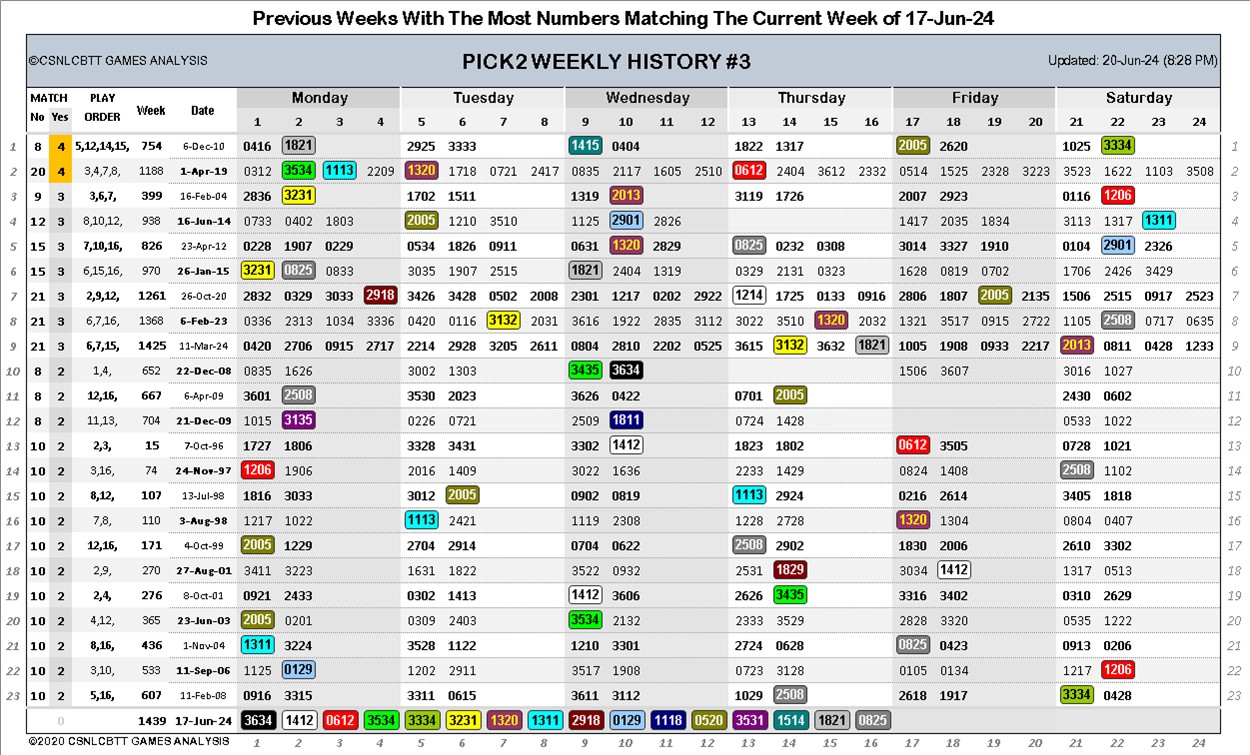 Previous Weeks With The Most Numbers Matching The Current Week of 17-Jun-24
©CSNLCBTT GAMES ANALYSIS PICK2 WEEKLY HISTORY #3 Updated: 20-Jun-24 (8:28 PM)
MATCH PLAY Week Date Monday Tuesday Wednesday Thursday Friday Saturday
No Yes ORDER 1 2 3 4 5 6 7 8 9 10 11 12 13 14 15 16 17 18 19 20 21 22 23 24
1 8 4 5,12,14,15, 754 6-Dec-10 0416 1821 2925 3333 1415 0404 1822 1317 2005 2620 1025 3334 1
2 20 4 3,4,7,8, 1188 1-Apr-19 0312 3534 1113 2209 1320 1718 0721 2417 0835 2117 1605 2510 0612 2404 3612 2332 0514 1525 2328 3223 3523 1622 1103 3508 2
3 9 3 3,6,7, 399 16-Feb-04 2836 3231 1702 1511 1319 2013 3119 1726 2007 2923 0116 1206 3
4 12 3 8,10,12, 938 16-Jun-14 0733 0402 1803 2005 1210 3510 1125 2901 2826 1417 2035 1834 3113 1317 1311 4
5 15 3 7,10,16, 826 23-Apr-12 0228 1907 0229 0534 1826 0911 0631 1320 2829 0825 0232 0308 3014 3327 1910 0104 2901 2326 5
6 15 3 6,15,16, 970 26-Jan-15 3231 0825 0833 3035 1907 2515 1821 2404 1319 0329 2131 0323 1628 0819 0702 1706 2426 3429 6
7 21 3 2,9,12, 1261 26-Oct-20 2832 0329 3033 2918 3426 3428 0502 2008 2301 1217 0202 2922 1214 1725 0133 0916 2806 1807 2005 2135 1506 2515 0917 2523 7
8 21 3 6,7,16, 1368 6-Feb-23 0336 2313 1034 3336 0420 0116 3132 2031 3616 1922 2835 3112 3022 3510 1320 2032 1321 3517 0915 2722 1105 2508 0717 0635 8
9 21 3 6,7,15, 1425 11-Mar-24 0420 2706 0915 2717 2214 2928 3205 2611 0804 2810 2202 0525 3615 3132 3632 1821 1005 1908 0933 2217 2013 0811 0428 1233 9
10 8 2 1,4, 652 22-Dec-08 0835 1626 3002 1303 3435 3634 1506 3607 3016 1027 10
11 8 2 12,16, 667 6-Apr-09 3601 2508 3530 2023 3626 0422 0701 2005 2430 0602 11
12 8 2 11,13, 704 21-Dec-09 1015 3135 0226 0721 2509 1811 0724 1428 0533 1022 12
13 10 2 2,3, 15 7-Oct-96 1727 1806 3328 3431 3302 1412 1823 1802 0612 3505 0728 1021 13
14 10 2 3,16, 74 24-Nov-97 1206 1906 2016 1409 3022 1636 2233 1429 0824 1408 2508 1102 14
15 10 2 8,12, 107 13-Jul-98 1816 3033 3012 2005 0902 0819 1113 2924 0216 2614 3405 1818 15
16 10 2 7,8, 110 3-Aug-98 1217 1022 1113 2421 1119 2308 1228 2728 1320 1304 0804 0407 16
17 10 2 12,16, 171 4-Oct-99 2005 1229 2704 2914 0704 0622 2508 2902 1830 2006 2610 3302 17
18 10 2 2,9, 270 27-Aug-01 3411 3223 1631 1822 3522 0932 2531 1829 3034 1412 1317 0513 18
19 10 2 2,4, 276 8-Oct-01 0921 2433 0302 1413 1412 3606 2626 3435 3316 3402 0310 2629 19
20 10 2 4,12, 365 23-Jun-03 2005 0201 0309 2403 3534 2132 2333 3529 2828 3320 0535 1222 20
21 10 2 8,16, 436 1-Nov-04 1311 3224 3528 1122 1210 3301 2724 0628 0825 0423 0913 0206 21
22 10 2 3,10, 533 11-Sep-06 1125 0129 1202 2911 3517 1908 0723 3128 0105 0134 1217 1206 22
23 10 2 5,16, 607 11-Feb-08 0916 3315 3311 0615 3611 3112 1029 2508 2618 1917 3334 0428 23
0 1439 17-Jun-24 3634 1412 0612 3534 3334 3231 1320 1311 2918 0129 1118 0520 3531 1514 1821 0825
©2020 CSNLCBTT GAMES ANALYSIS 1 2 3 4 5 6 7 8 9 10 11 12 13 14 15 16 17 18 19 20 21 22 23 24